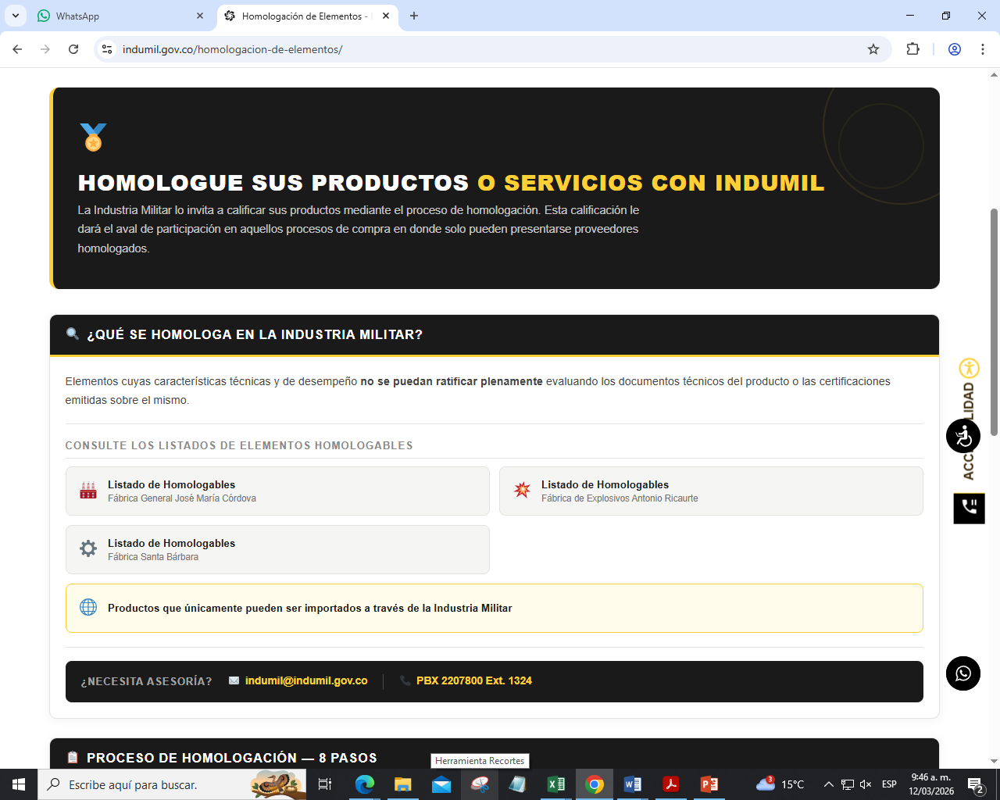 WhatsApp
Homologación de Elementos -
indumil.gov.co/homologacion-de-elementos/
HOMOLOGUE SUS PRODUCTOS O SERVICIOS CON INDUMIL
La Industria Militar lo invita a calificar sus productos mediante el proceso de homologación. Esta calificación le
dará el aval de participación en aquellos procesos de compra en donde solo pueden presentarse proveedores
homologados.
¿QUÉ SE HOMOLOGA EN LA INDUSTRIA MILITAR?
Elementos cuyas características técnicas y de desempeño no se puedan ratificar plenamente evaluando los documentos técnicos del producto o las certificaciones
emitidas sobre el mismo.
CONSULTE LOS LISTADOS DE ELEMENTOS HOMOLOGABLES
Listado de Homologables
Fábrica General José María Córdova
Listado de Homologables
Fábrica de Explosivos Antonio Ricaurte
Listado de Homologables
Fábrica Santa Bárbara
Productos que únicamente pueden ser importados a través de la Industria Militar
¿NECESITA ASESORÍA? indumil@indumil.gov.co PBX 2207800 Ext. 1324
PROCESO DE HOMOLOGACIÓN — 8 PASOS
Herramienta Recortes
Escribe aquí para buscar.
3
15°C
ESP
9:46 a. m.
12/03/2026
2